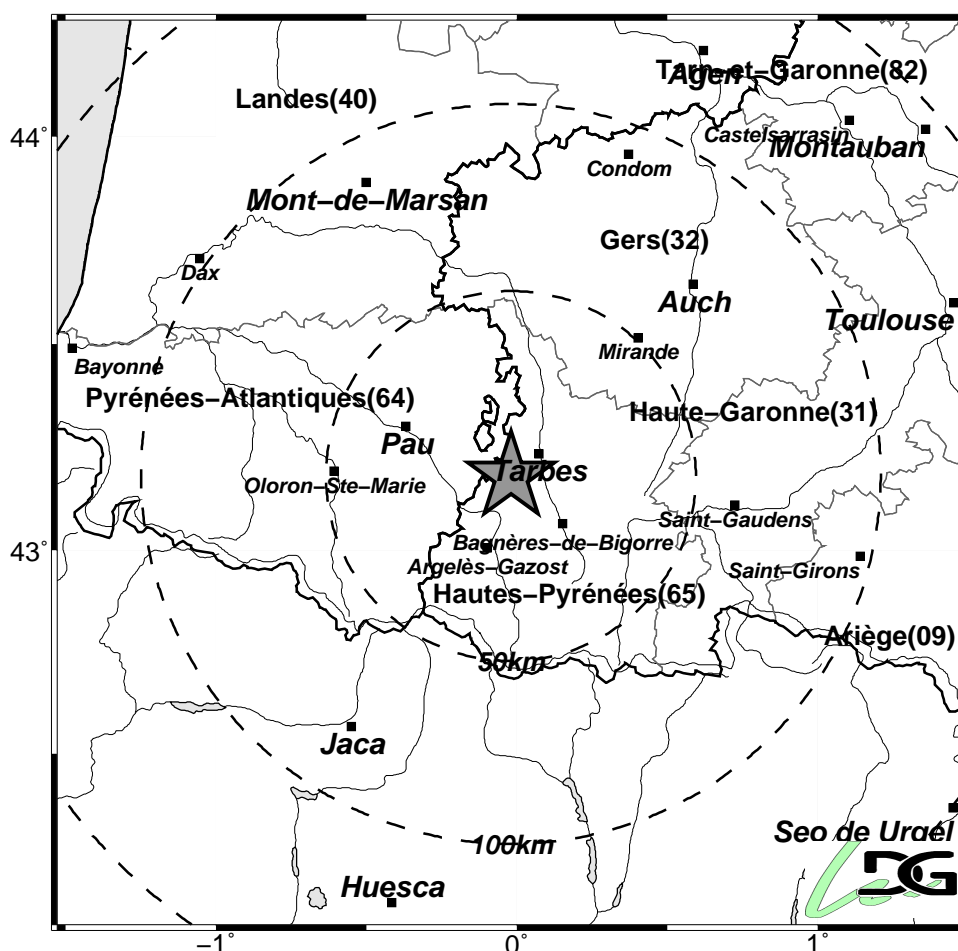 Agen
Tarn−et−Garonne(82)
Landes(40)
44°
Castelsarrasin
Montauban
Condom
Mont−de−Marsan
Gers(32)
Dax
Auch
Toulouse
Mirande
Bayonne
Pyrénées−Atlantiques(64)
Haute−Garonne(31)
Pau
Tarbes
Oloron−Ste−Marie
Saint−Gaudens
43°
Bagnères−de−Bigorre
Argelès−Gazost
Saint−Girons
Hautes−Pyrénées(65)
Ariège(09)
50km
Jaca
100km
Seo de Urgel
DG
Huesca
−1°
0°
1°